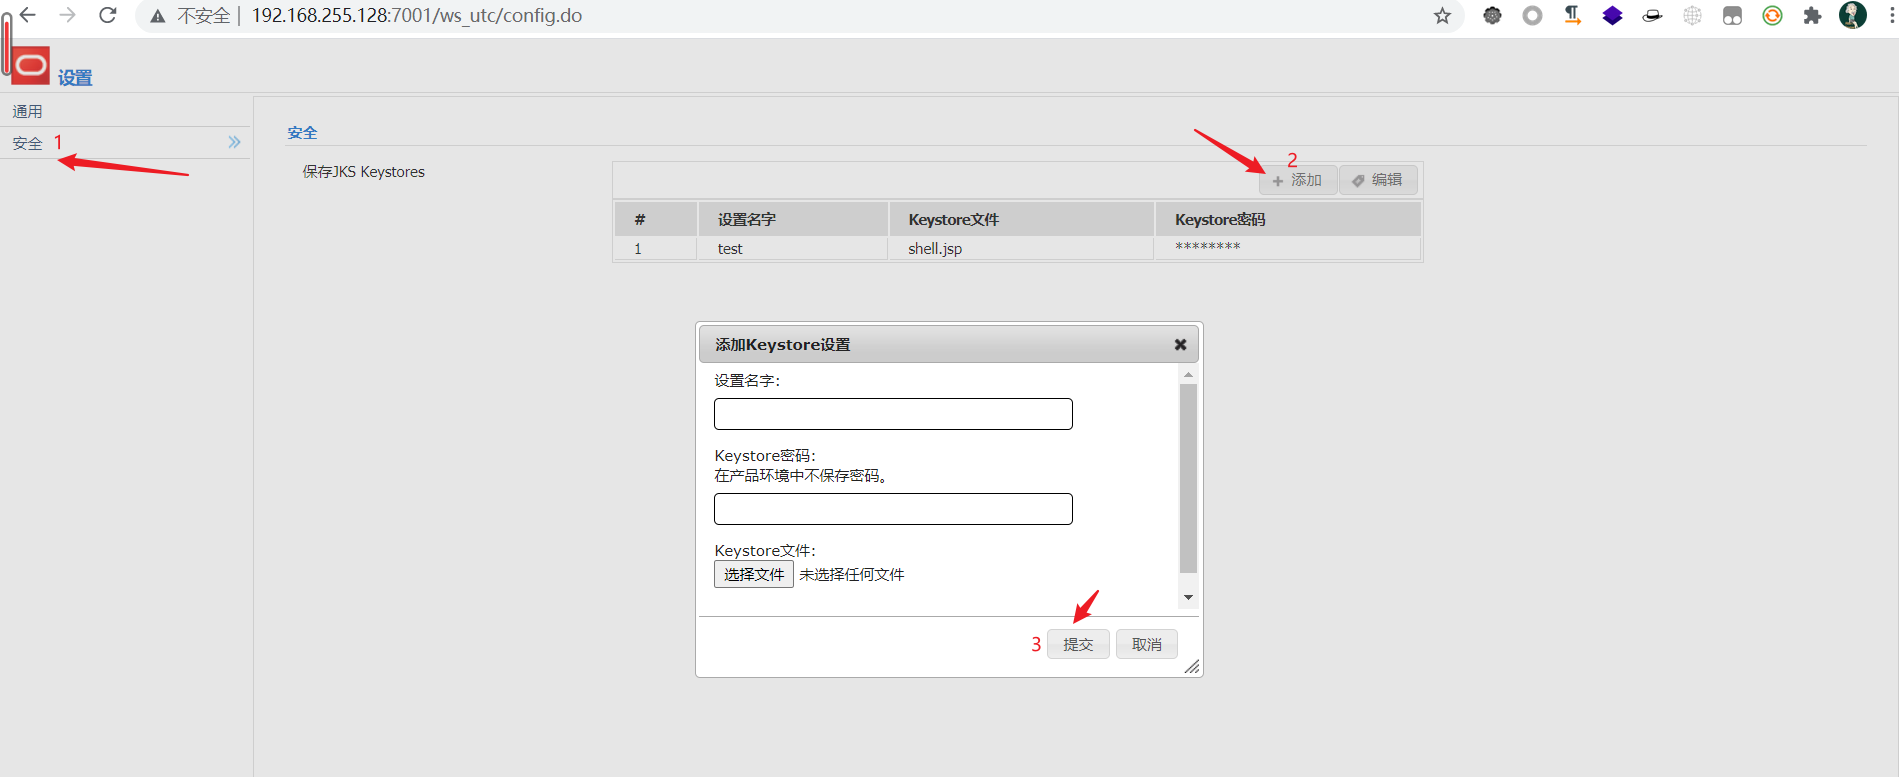 不安全 | 192.168.255.128:7001/ws_utc/config.do
设置
通用
安全 1
安全
保存JKS Keystores
2
添加 编辑
# 设置名字 Keystore文件 Keystore密码
1 test shell.jsp ********
添加Keystore设置
设置名字:
Keystore密码:
在产品环境中不保存密码。
Keystore文件:
选择文件 未选择任何文件
3 提交 取消